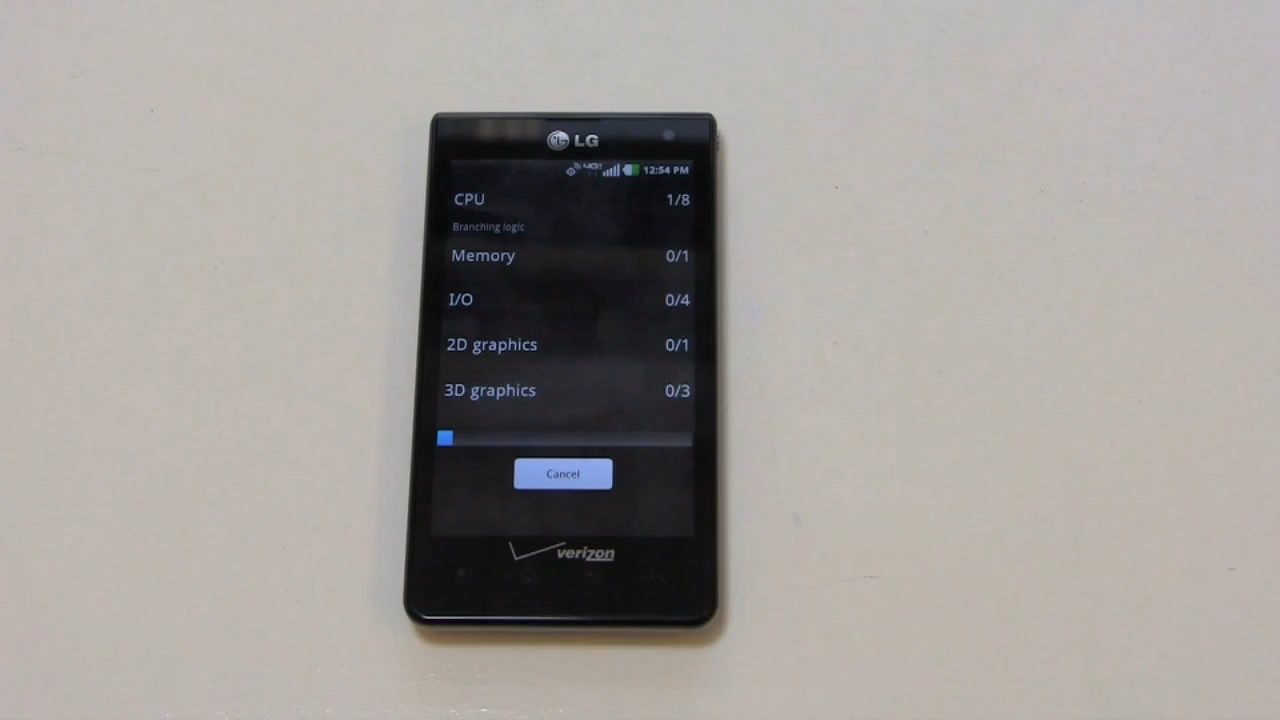 LG
12:54 PM
CPU 1/8
Branching logic
Memory 0/1
I/O 0/4
2D graphics 0/1
3D graphics 0/3
Cancel
verizon